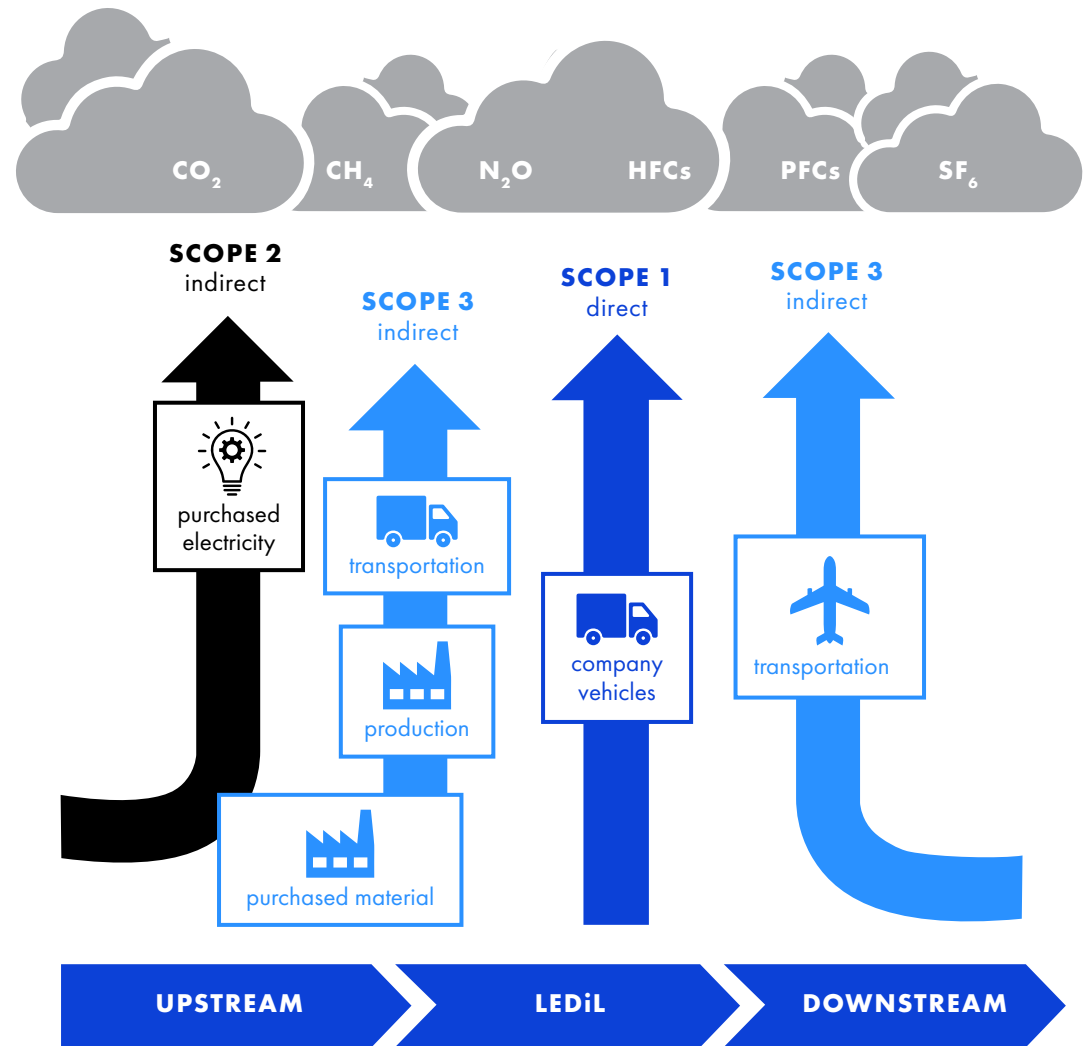 CO₂
CH₄
N₂O
HFCs
PFCs
SF₆
SCOPE 2
indirect
purchased
electricity
SCOPE 3
indirect
transportation
production
purchased material
SCOPE 1
direct
company
vehicles
SCOPE 3
indirect
transportation
UPSTREAM
LEDiL
DOWNSTREAM